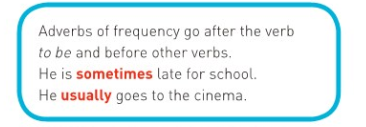 Adverbs of frequency go after the verb
to be and before other verbs.
He is sometimes late for school.
He usually goes to the cinema.